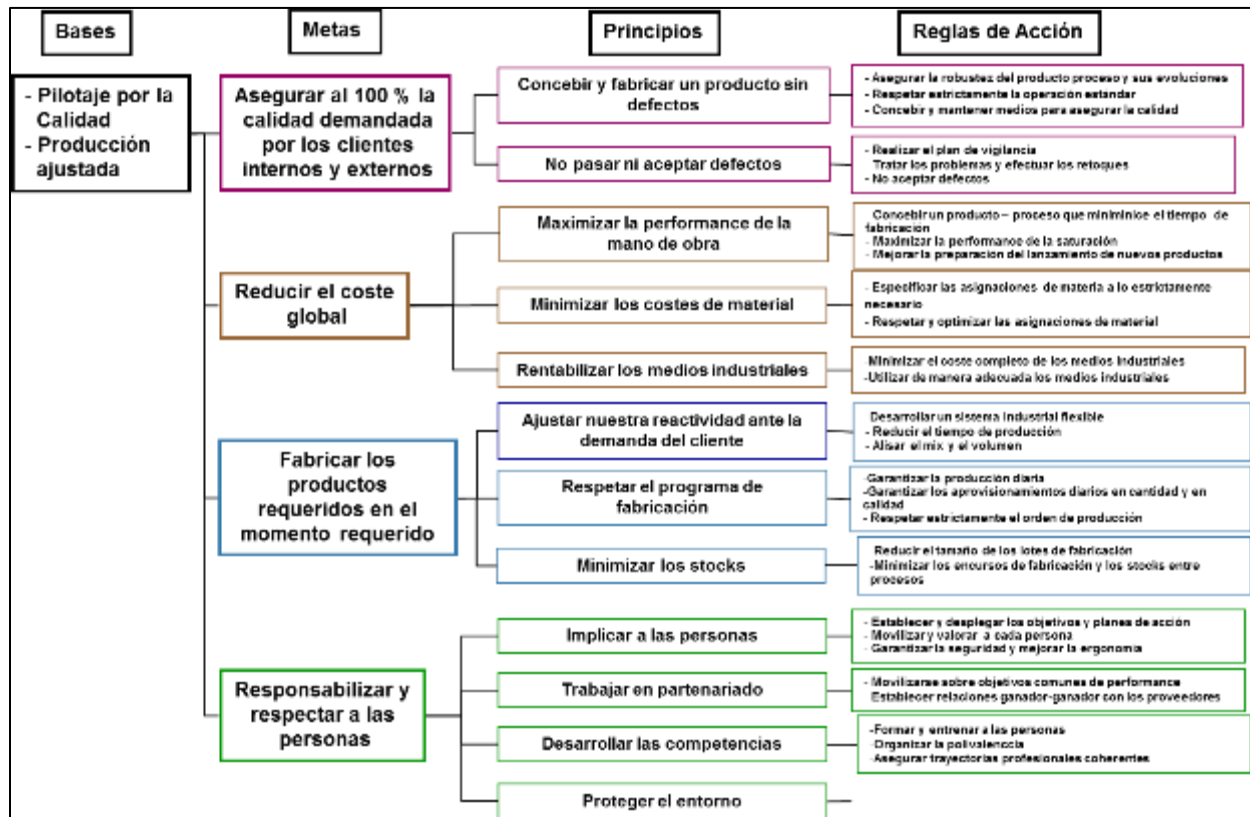 Bases
Metas
Principios
Reglas de Acción
- Pilotaje por la
Calidad
- Producción
ajustada
Asegurar al 100 % la
calidad demandada
por los clientes
internos y externos
Concebir y fabricar un producto sin
defectos
- Asegurar la robustez del producto proceso y sus evoluciones
- Respetar estrictamente la operación estandar
- Concebir y mantener medios para asegurar la calidad
No pasar ni aceptar defectos
- Realizar el plan de vigilancia
Tratar los problemas y efectuar los retoques
- No aceptar defectos
Reducir el coste
global
Maximizar la performance de la
mano de obra
Concebir un producto – proceso que miniminice el tiempo de
fabricación
- Maximizar la performance de la saturación
- Mejorar la preparación del lanzamiento de nuevos productos
Minimizar los costes de material
- Especificar las asignaciones de materia a lo estrictamente
necesario
- Respetar y optimizar las asignaciones de material
Rentabilizar los medios industriales
-Minimizar el coste completo de los medios industriales
-Utilizar de manera adecuada los medios industriales
Fabricar los
productos
requeridos en el
momento requerido
Ajustar nuestra reactividad ante la
demanda del cliente
Desarrollar un sistema industrial flexible
- Reducir el tiempo de producción
- Alisar el mix y el volumen
Respetar el programa de
fabricación
-Garantizar la producción diaria
-Garantizar los aprovisionamientos diarios en cantidad y en
calidad
- Respetar estrictamente el orden de producción
Minimizar los stocks
Reducir el tamaño de los lotes de fabricación
-Minimizar los encursos de fabricación y los stocks entre
procesos
Responsabilizar y
respectar a las
personas
Implicar a las personas
- Establecer y desplegar los objetivos y planes de acción
- Movilizar y valorar a cada persona
- Garantizar la seguridad y mejorar la ergonomía
Trabajar en partenariado
- Movilizarse sobre objetivos comunes de performance
Establecer relaciones ganador-ganador con los proveedores
Desarrollar las competencias
-Formar y entrenar a las personas
-Organizar la polivalenccia
-Asegurar trayectorias profesionales coherentes
Proteger el entorno